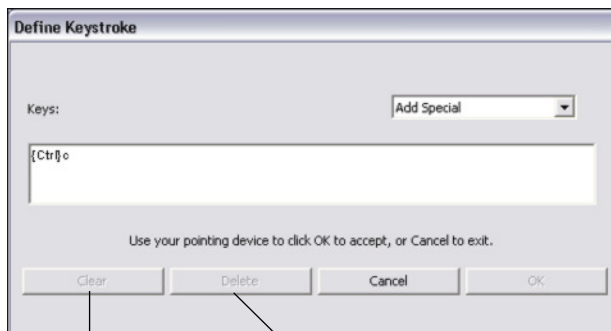 Define Keystroke
Keys:
Add Special
{Ctrl}c
Use your pointing device to click OK to accept, or Cancel to exit.
Clear Delete Cancel OK